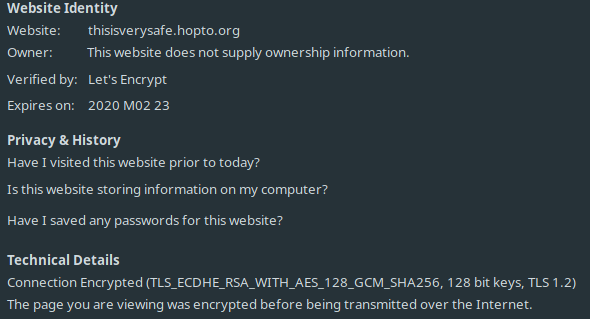 Website Identity
Website: thisisverysafe.hopto.org
Owner: This website does not supply ownership information.
Verified by: Let's Encrypt
Expires on: 2020 M02 23
Privacy & History
Have I visited this website prior to today?
Is this website storing information on my computer?
Have I saved any passwords for this website?
Technical Details
Connection Encrypted (TLS_ECDHE_RSA_WITH_AES_128_GCM_SHA256, 128 bit keys, TLS 1.2)
The page you are viewing was encrypted before being transmitted over the Internet.